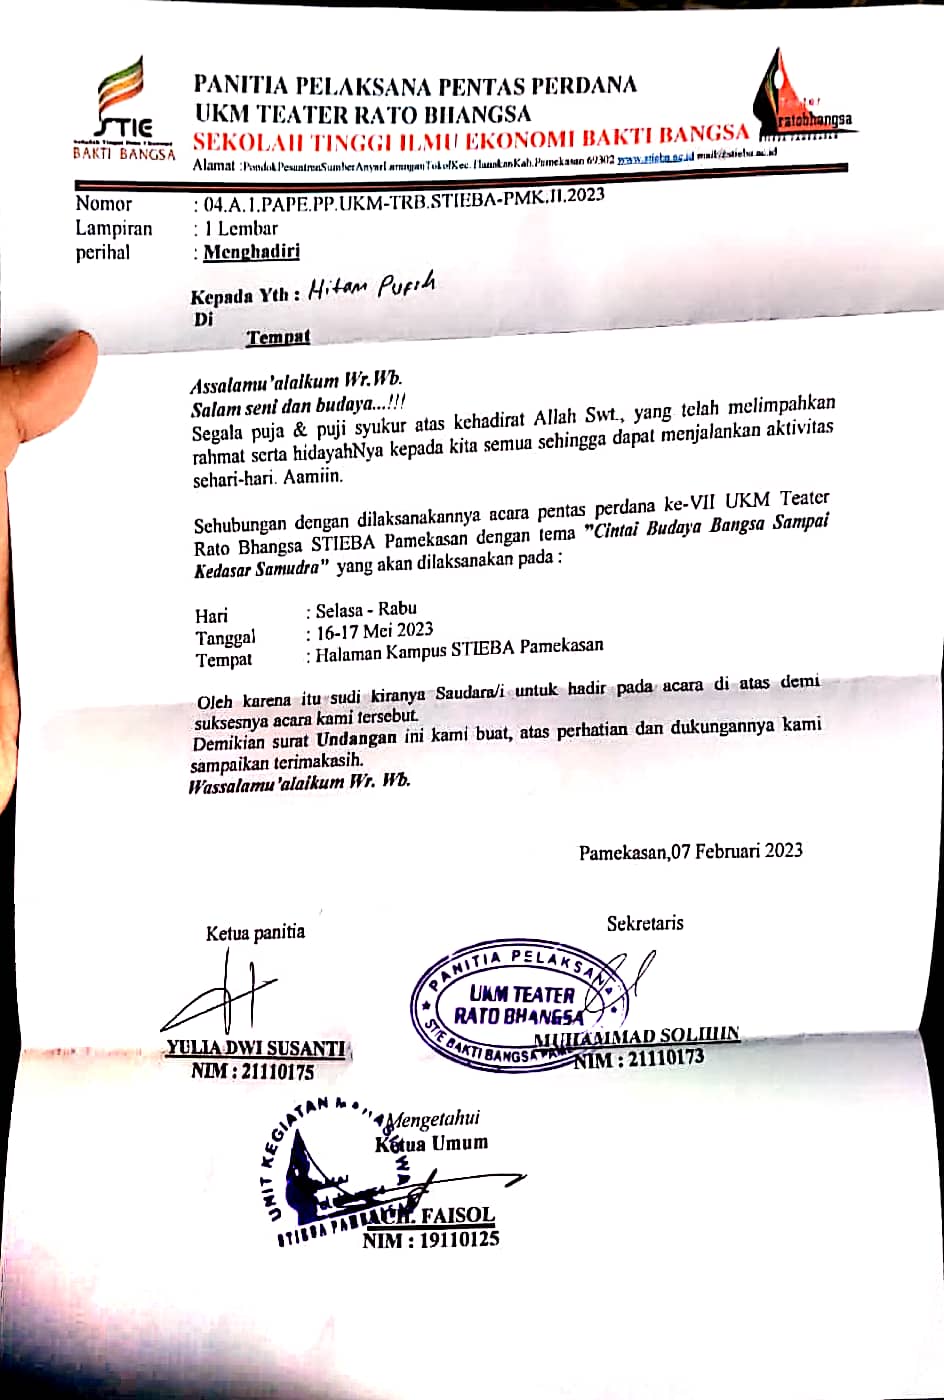 STIE
BAKTI BANGSA
PANITIA PELAKSANA PENTAS PERDANA
UKM TEATER RATO BHANGSA
SEKOLAH TINGGI ILMU EKONOMI BAKTI BANGSA
Teater
ratobhangsa
Alamat : Pondok Pesantren Sumber Anyar Larangan Tokol Kec. Tlanakan Kab. Pamekasan 69302 www.stieba.ac.id mail@stieba.ac.id
Nomor : 04.A.1.PAPE.PP.UKM-TRB.STIEBA-PMK.II.2023
Lampiran : 1 Lembar
perihal : Menghadiri
Kepada Yth : Hitam Putih
Di
Tempat
Assalamu'alaikum Wr.Wb.
Salam seni dan budaya...!!!
Segala puja & puji syukur atas kehadirat Allah Swt., yang telah melimpahkan
rahmat serta hidayahNya kepada kita semua sehingga dapat menjalankan aktivitas
sehari-hari. Aamiin.
Sehubungan dengan dilaksanakannya acara pentas perdana ke-VII UKM Teater
Rato Bhangsa STIEBA Pamekasan dengan tema "Cintai Budaya Bangsa Sampai
Kedasar Samudra" yang akan dilaksanakan pada :
Hari : Selasa - Rabu
Tanggal : 16-17 Mei 2023
Tempat : Halaman Kampus STIEBA Pamekasan
Oleh karena itu sudi kiranya Saudara/i untuk hadir pada acara di atas demi
suksesnya acara kami tersebut.
Demikian surat Undangan ini kami buat, atas perhatian dan dukungannya kami
sampaikan terimakasih.
Wassalamu'alaikum Wr. Wb.
Pamekasan,07 Februari 2023
Ketua panitia
Sekretaris
PANITIA PELAKSANA
UKM TEATER
RATO BHANGSA
STIE BAKTI BANGSA
YULIA DWI SUSANTI
NIM : 21110175
MUHAMMAD SOLIHIN
NIM : 21110173
UNIT KEGIATAN MAHASISWA
Mengetahui
Ketua Umum
STIEBA
ACH. FAISOL
NIM : 19110125